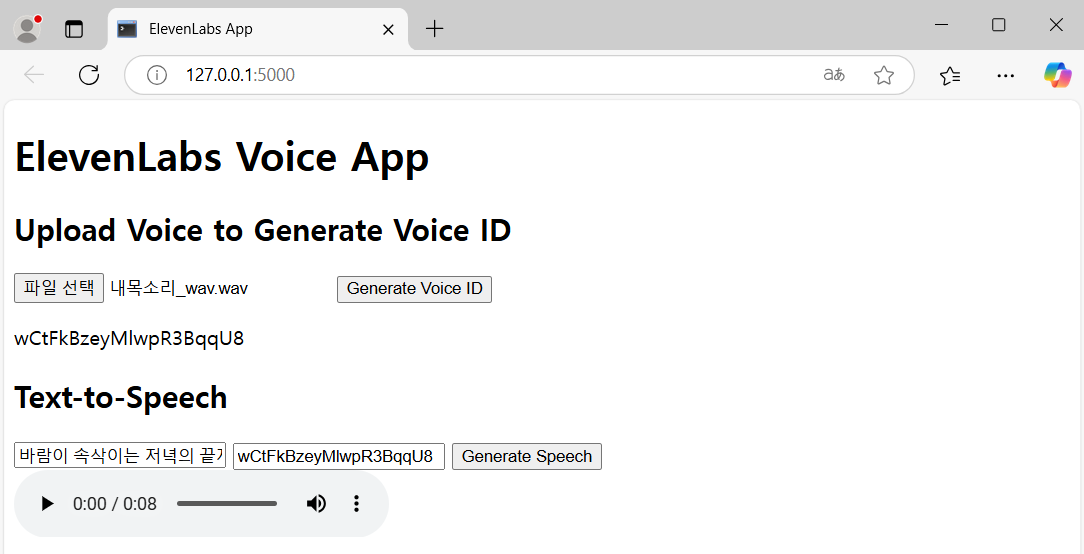 ElevenLabs App
127.0.0.1:5000
aあ
ElevenLabs Voice App
Upload Voice to Generate Voice ID
파일 선택 내목소리_wav.wav Generate Voice ID
wCtFkBzeyMlwpR3BqqU8
Text-to-Speech
바람이 속삭이는 저녁의 wCtFkBzeyMlwpR3BqqU8 Generate Speech
0:00 / 0:08